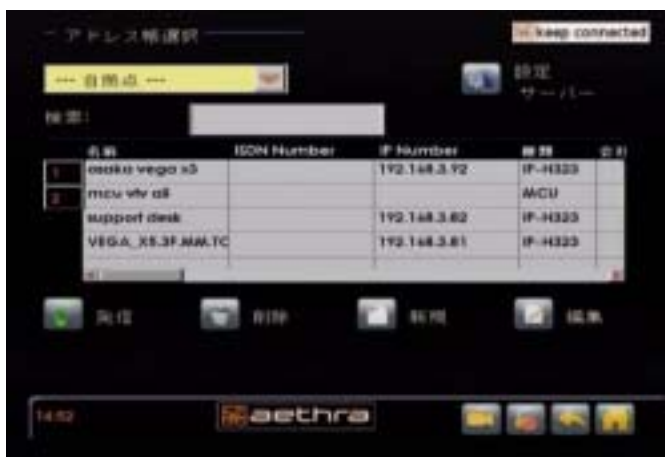 アドレス帳選択
keep connected
--- 自拠点 ---
設定
サーバー
検索:
名称 ISDN Number IP Number 種類
1 osaka vega x5 192.168.3.92 IP-H323
2 mcu vtv all MCU
support desk 192.168.3.82 IP-H323
VEGA_X5.3F.MM.TC 192.168.3.81 IP-H323
発信 削除 新規 編集
14:52 aethra